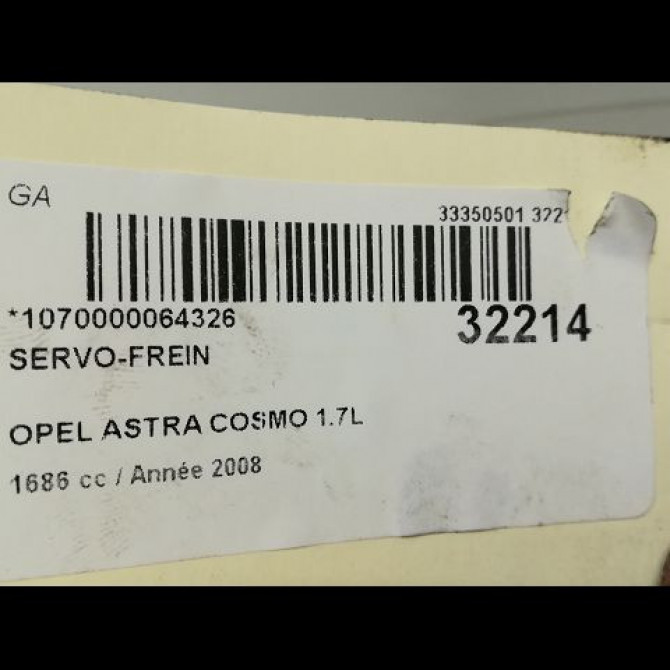 GA
33350501 322
*1070000064326
32214
SERVO-FREIN
OPEL ASTRA COSMO 1.7L
1686 cc / Année 2008